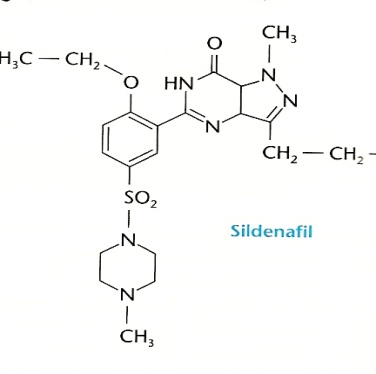 CH₃
O
H₃C — CH₂
O
HN
N
N
N
CH₂ — CH₂ –
SO₂
N
Sildenafil
N
CH₃